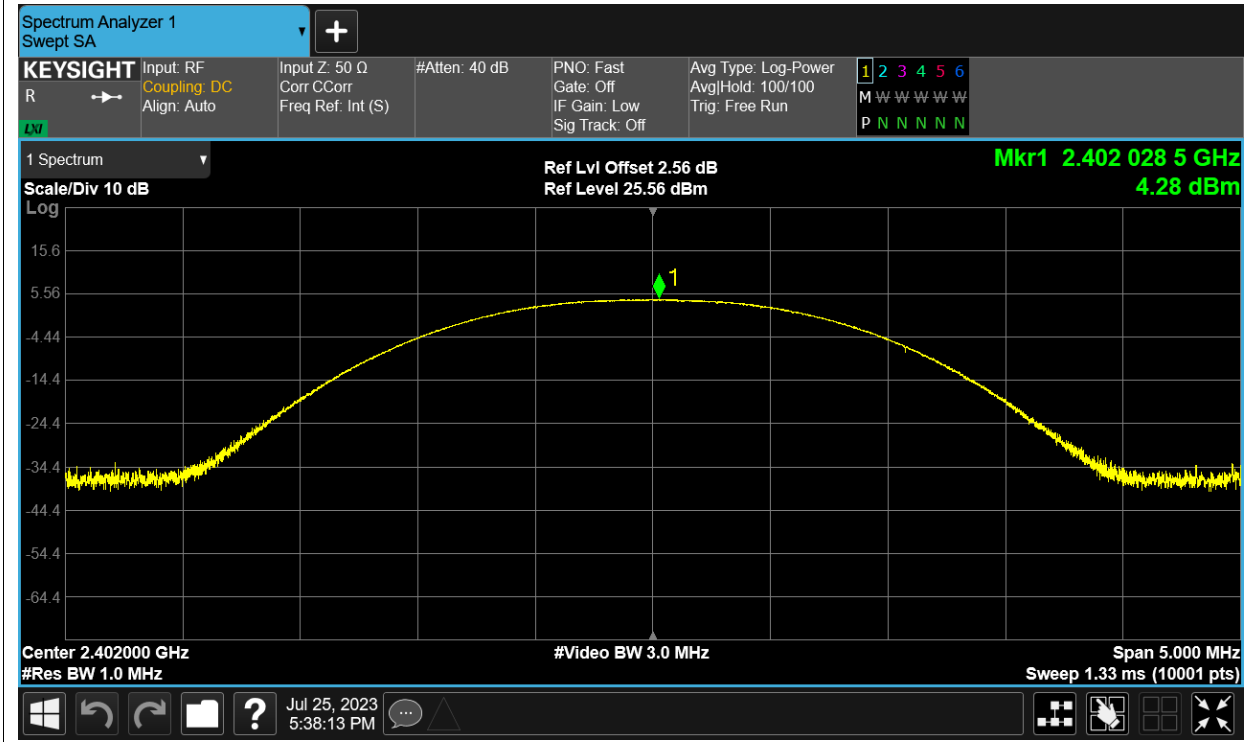 Spectrum Analyzer 1
Swept SA
KEYSIGHT
R
LXI
Input: RF
Coupling: DC
Align: Auto
Input Z: 50 Ω
Corr CCorr
Freq Ref: Int (S)
#Atten: 40 dB
PNO: Fast
Gate: Off
IF Gain: Low
Sig Track: Off
Avg Type: Log-Power
Avg|Hold: 100/100
Trig: Free Run
1 2 3 4 5 6
M W W W W W W
P N N N N N N
1 Spectrum
Scale/Div 10 dB
Log
Ref Lvl Offset 2.56 dB
Ref Level 25.56 dBm
Mkr1 2.402 028 5 GHz
4.28 dBm
15.6
5.56
-4.44
-14.4
-24.4
-34.4
-44.4
-54.4
-64.4
1
Center 2.402000 GHz
#Res BW 1.0 MHz
#Video BW 3.0 MHz
Span 5.000 MHz
Sweep 1.33 ms (10001 pts)
?
Jul 25, 2023
5:38:13 PM